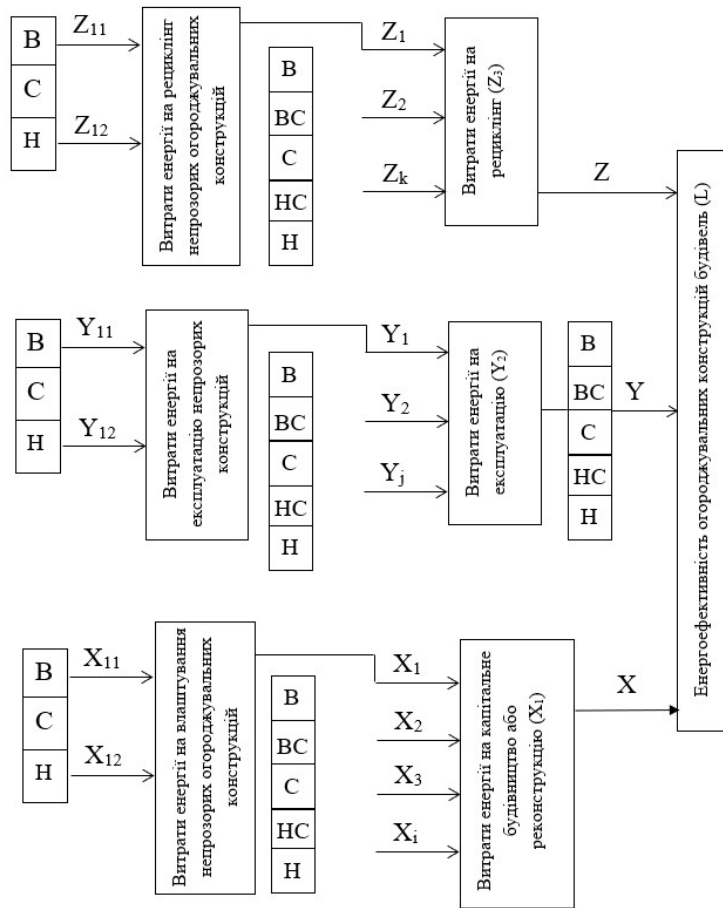 В
С
Н
Z11
Z12
Витрати енергії на рециклінг
непрозорих огороджувальних
конструкцій
В
ВС
С
НС
Н
Z1
Z2
Zk
Витрати енергії на
рециклінг (Z3)
Z
В
С
Н
Y11
Y12
Витрати енергії на
експлуатацію непрозорих
конструкцій
В
ВС
С
НС
Н
Y1
Y2
Yj
Витрати енергії на
експлуатацію (Y2)
В
ВС
С
НС
Н
Y
В
С
Н
X11
X12
Витрати енергії на влаштування
непрозорих огороджувальних
конструкцій
В
ВС
С
НС
Н
X1
X2
X3
Xi
Витрати енергії на капітальне
будівництво або
реконструкцію (X1)
X
Енергоефективність огороджувальних конструкцій будівель (L)